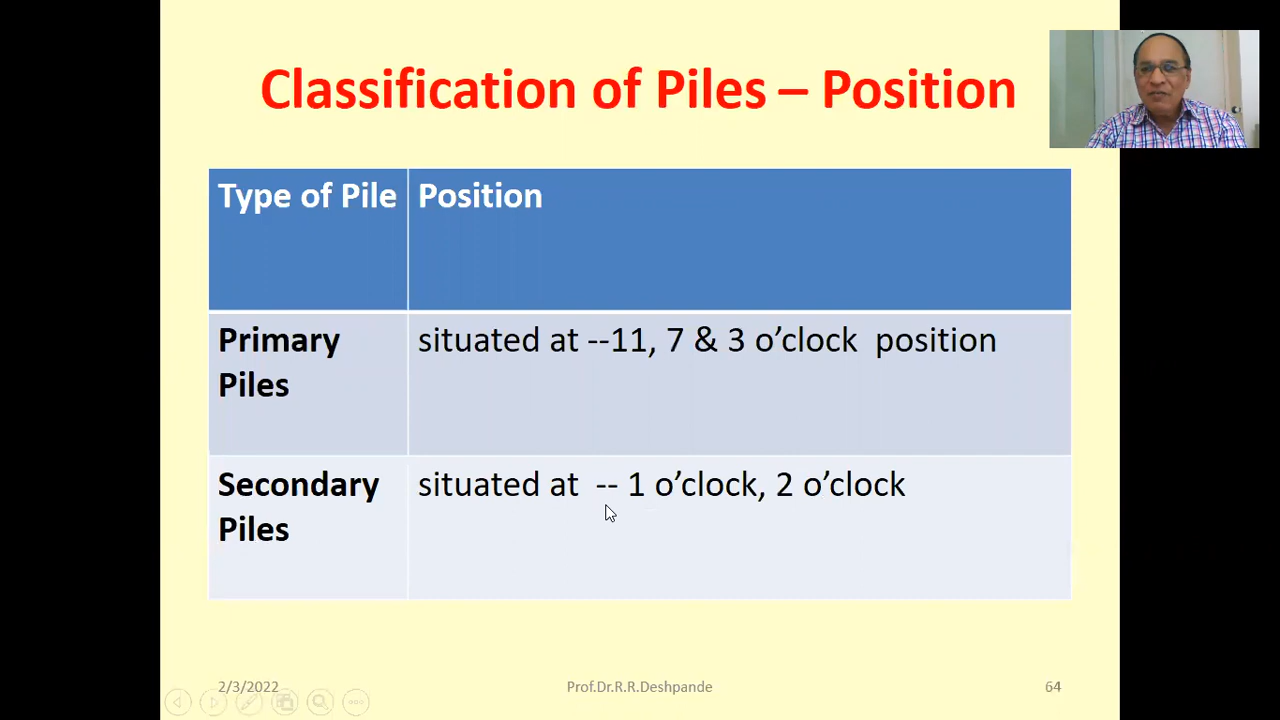 Classification of Piles – Position
Type of Pile
Position
Primary
Piles
situated at --11, 7 & 3 o’clock  position
Secondary
Piles
situated at  -- 1 o’clock, 2 o’clock
2/3/2022
Prof.Dr.R.R.Deshpande
64